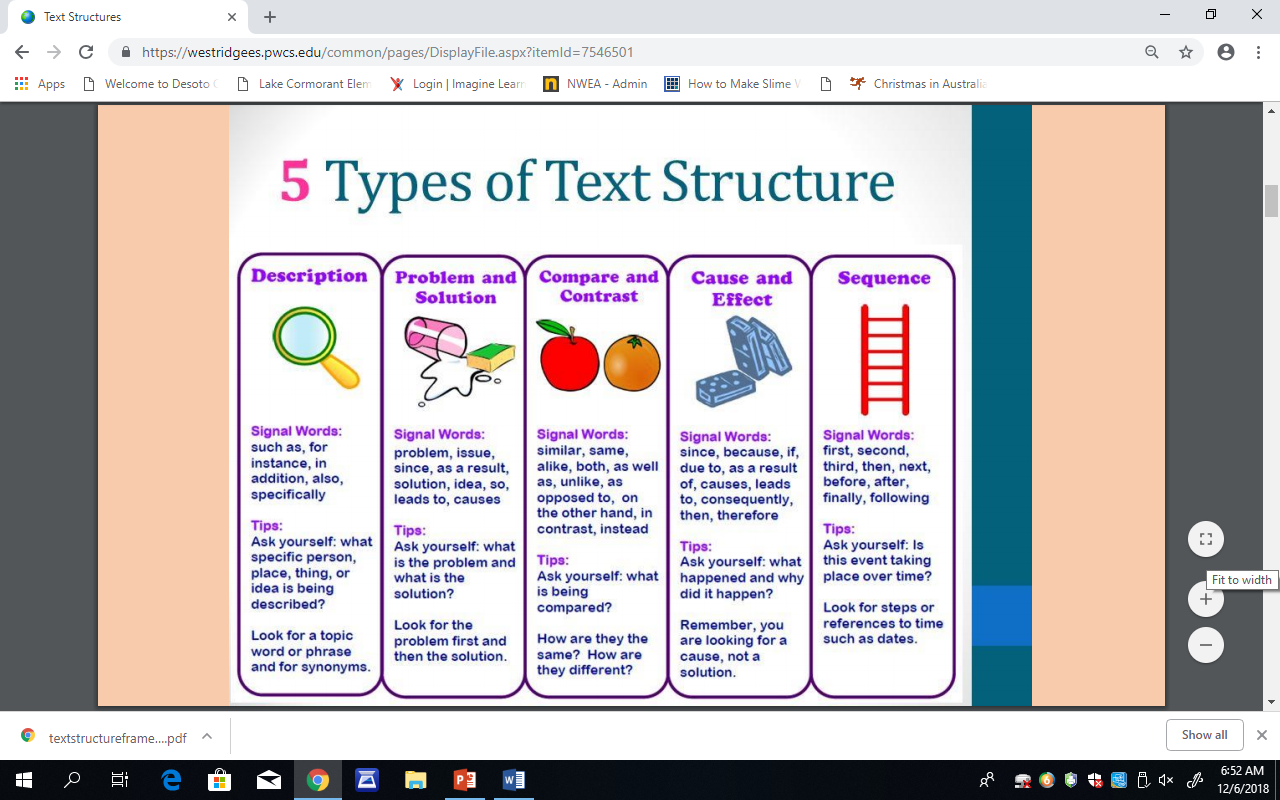 Text Structures
https://westridgees.pwcs.edu/common/pages/DisplayFile.aspx?itemId=7546501
Apps
Welcome to Desoto
Lake Cormorant Elem
Login | Imagine Learn
NWEA - Admin
How to Make Slime
Christmas in Australia
5 Types of Text Structure
Description
Signal Words:
such as, for
instance, in
addition, also,
specifically
Tips:
Ask yourself: what
specific person,
place, thing, or
idea is being
described?
Look for a topic
word or phrase
and for synonyms.
Problem and
Solution
Signal Words:
problem, issue,
since, as a result,
solution, idea, so,
leads to, causes
Tips:
Ask yourself: what
is the problem and
what is the
solution?
Look for the
problem first and
then the solution.
Compare and
Contrast
Signal Words:
similar, same,
alike, both, as well
as, unlike, as
opposed to, on
the other hand, in
contrast, instead
Tips:
Ask yourself: what
is being
compared?
How are they the
same? How are
they different?
Cause and
Effect
Signal Words:
since, because, if,
due to, as a result
of, causes, leads
to, consequently,
then, therefore
Tips:
Ask yourself: what
happened and why
did it happen?
Remember, you
are looking for a
cause, not a
solution.
Sequence
Signal Words:
first, second,
third, then, next,
before, after,
finally, following
Tips:
Ask yourself: Is
this event taking
place over time?
Look for steps or
references to time
such as dates.
Fit to width
textstructureframe....pdf
Show all
6:52 AM
12/6/2018